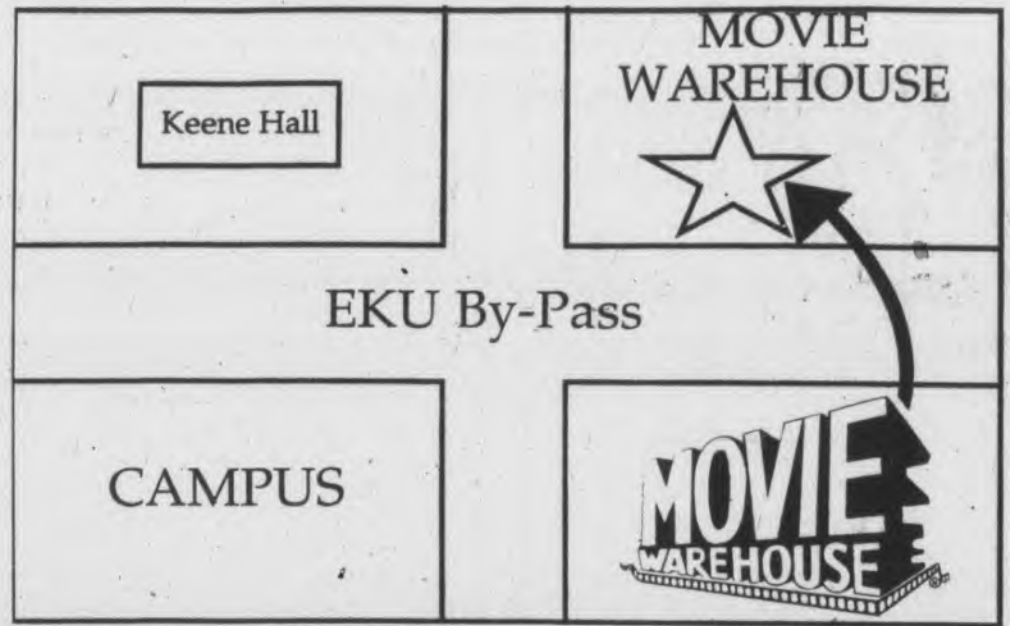 MOVIE
WAREHOUSE
Keene Hall
EKU By-Pass
CAMPUS
MOVIE
WAREHOUSE